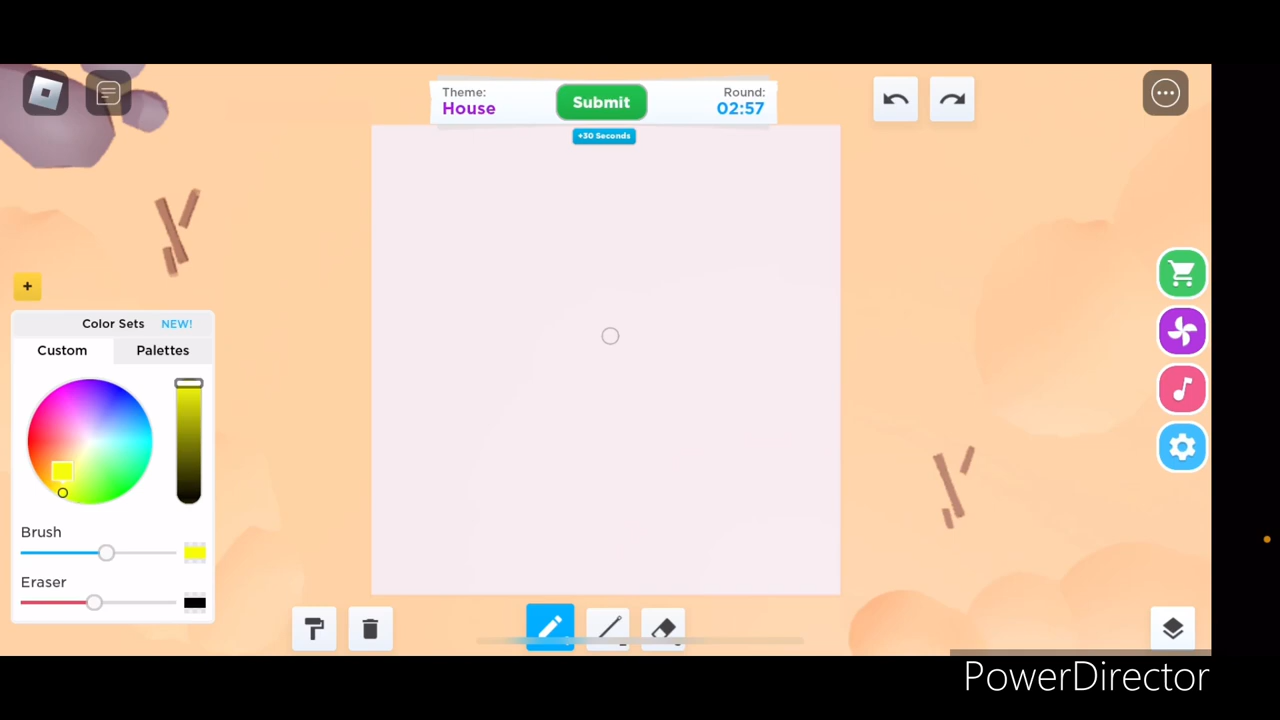 Theme:
House
Submit
Round:
02:57
+30 Seconds
+
Color Sets NEW!
Custom
Palettes
Brush
Eraser
PowerDirector